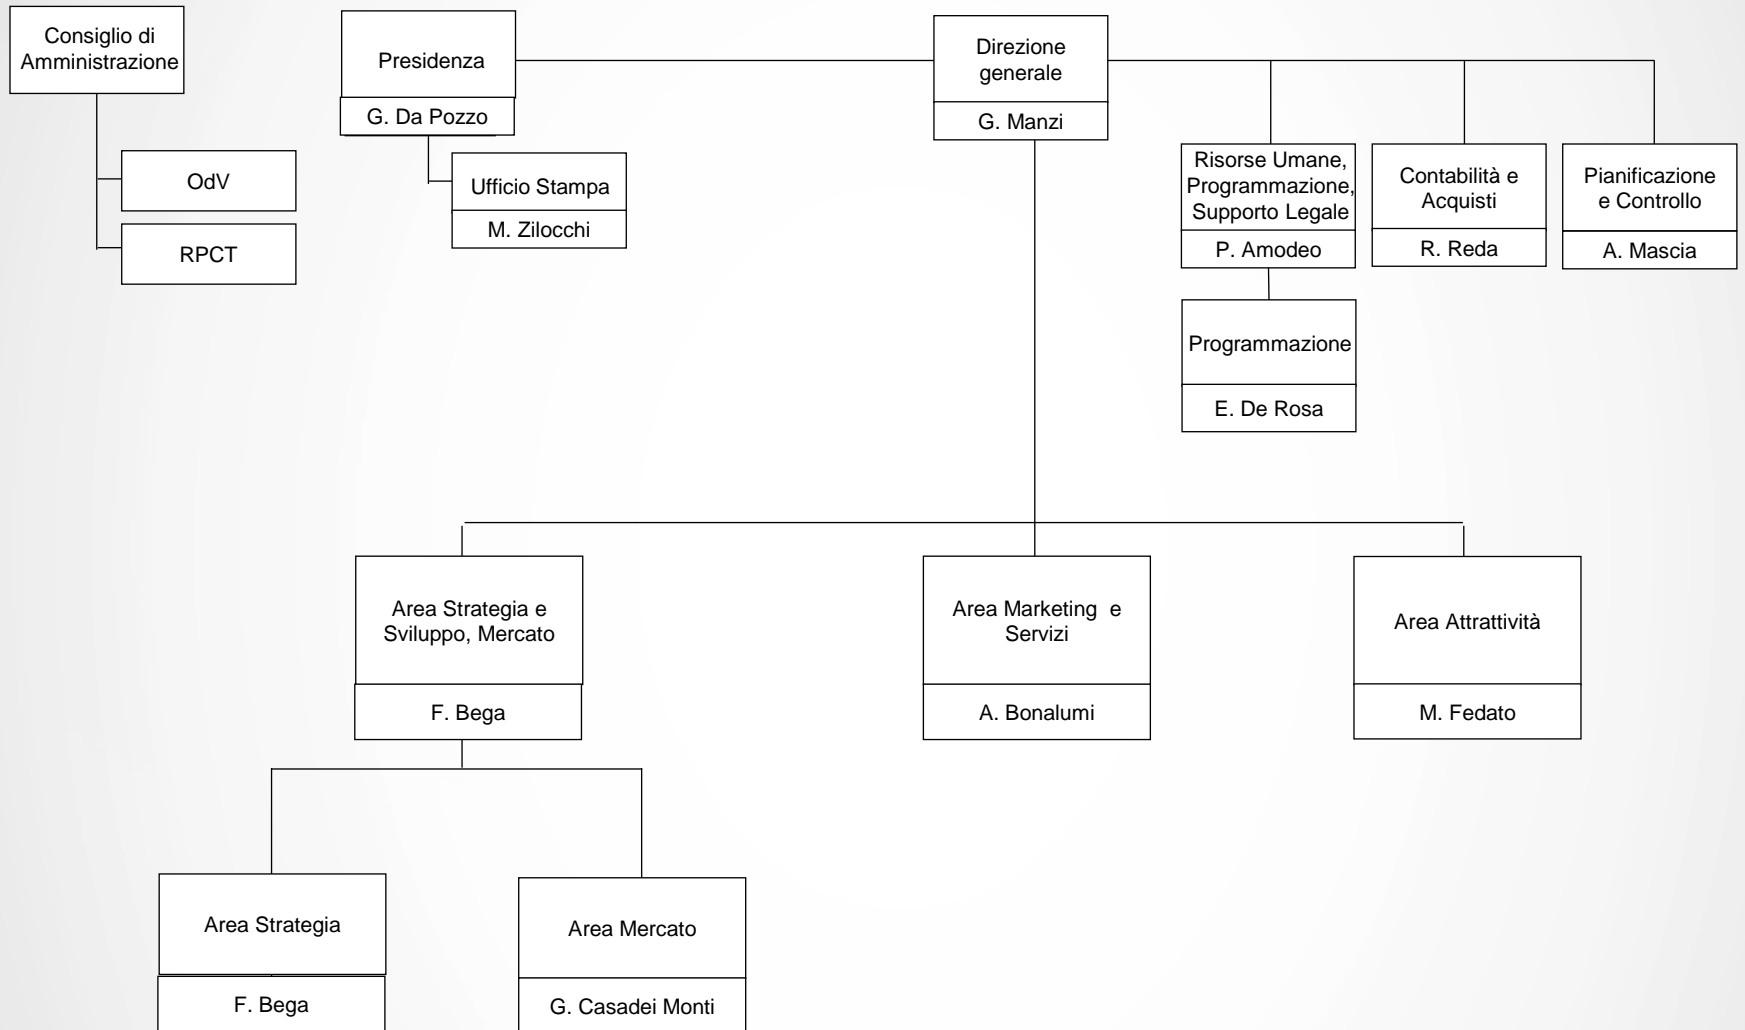 Consiglio di
Amministrazione
OdV
RPCT
Presidenza
G. Da Pozzo
Ufficio Stampa
M. Zilocchi
Direzione
generale
G. Manzi
Risorse Umane,
Programmazione,
Supporto Legale
P. Amodeo
Programmazione
E. De Rosa
Contabilità e
Acquisti
R. Reda
Pianificazione
e Controllo
A. Mascia
Area Strategia e
Sviluppo, Mercato
F. Bega
Area Marketing e
Servizi
A. Bonalumi
Area Attrattività
M. Fedato
Area Strategia
F. Bega
Area Mercato
G. Casadei Monti